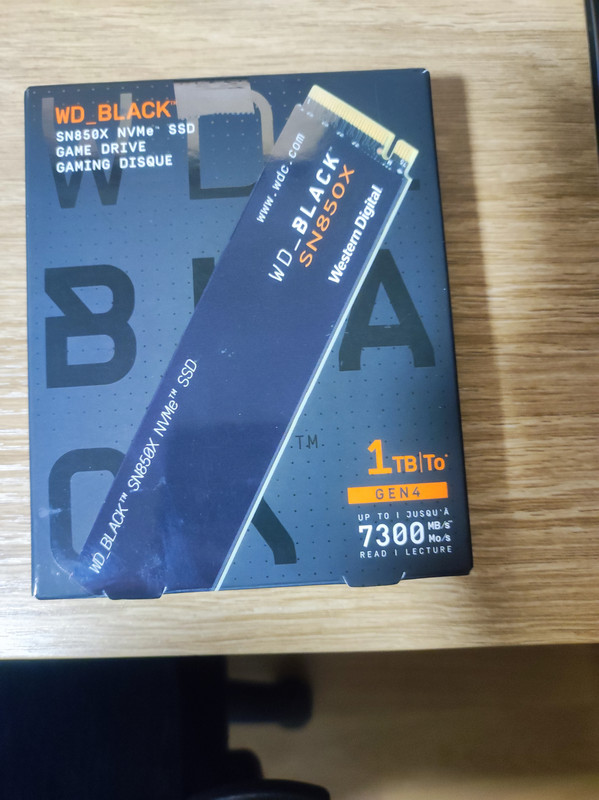 WD_BLACK™
SN850X NVMe™ SSD
GAME DRIVE
GAMING DISQUE
www.wdc.com
WD_BLACK™
SN850X
Western Digital
WD_BLACK™ SN850X NVMe™ SSD
™
1TB|To*
GEN4
UP TO | JUSQU'À
7300 MB/s** Mo/s
READ | LECTURE